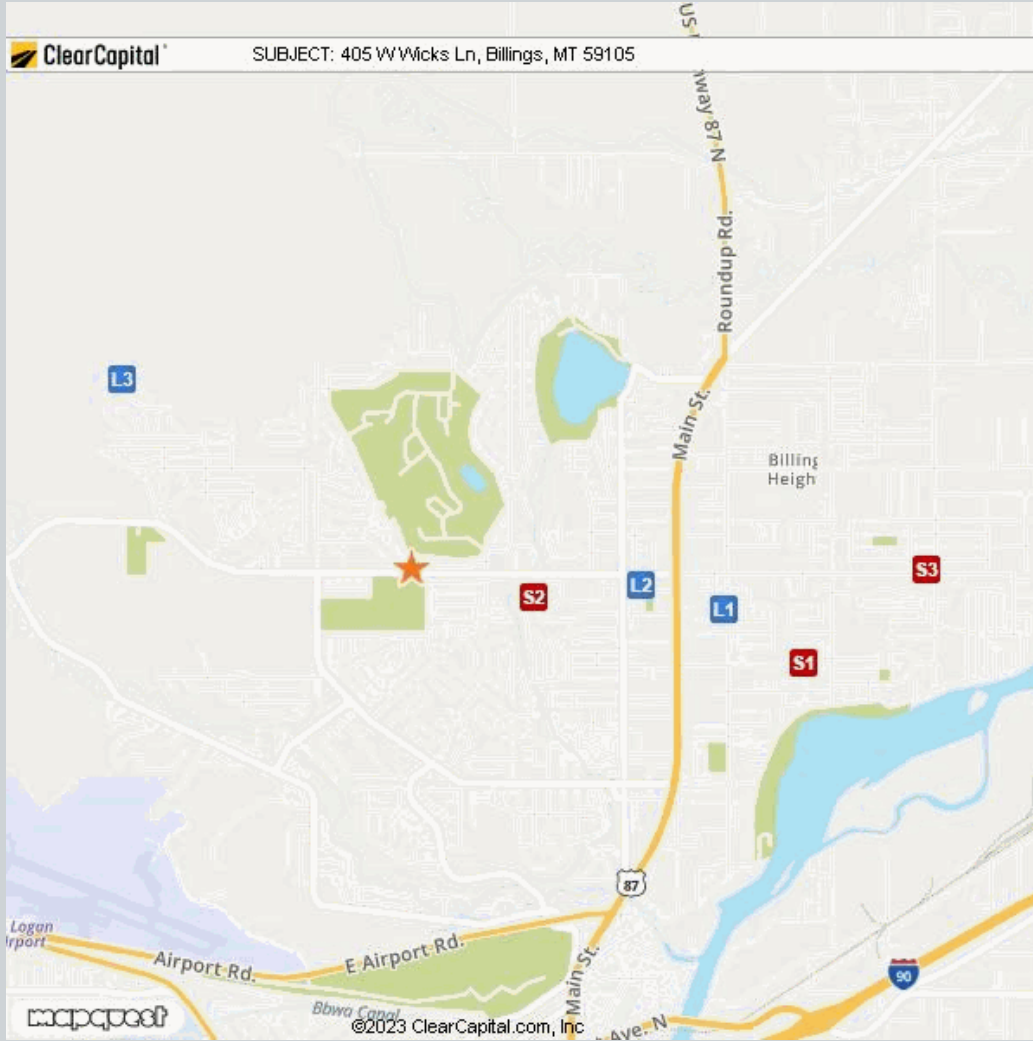 US
ClearCapital
SUBJECT: 405 W Wicks Ln, Billings, MT 59105
way 87 N
Roundup Rd.
L3
Main St.
Billing
Heigh
S2
L2
S3
L1
S1
87
Logan
irport
Airport Rd.
E Airport Rd.
Main St.
90
Bbwa Canal
mapquest
©2023 ClearCapital.com, Inc
Ave. N